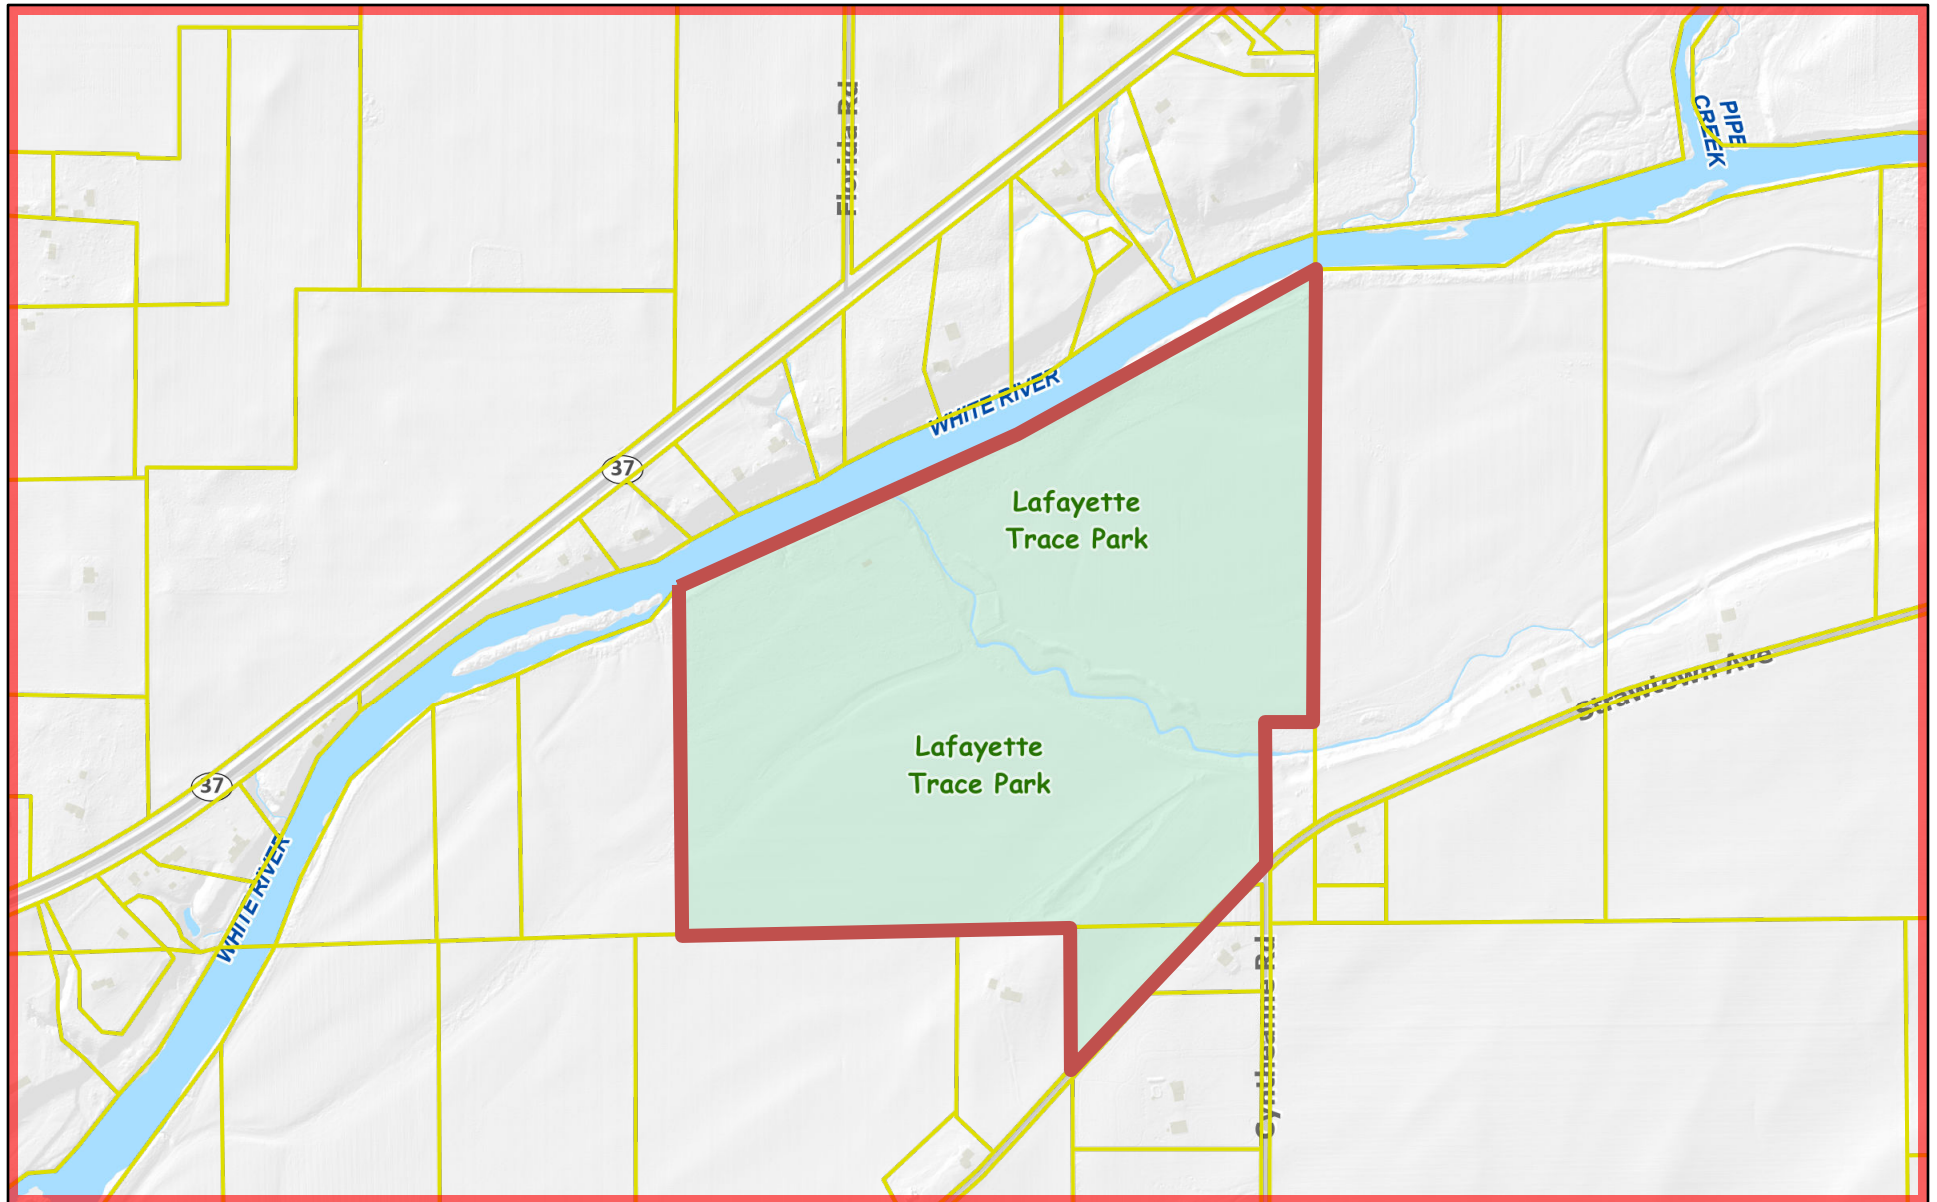 PIPE
CREEK
Florida Rd
WHITE RIVER
37
Lafayette
Trace Park
Strawtown Ave
Lafayette
Trace Park
37
WHITE RIVER
Cyntheanne Rd